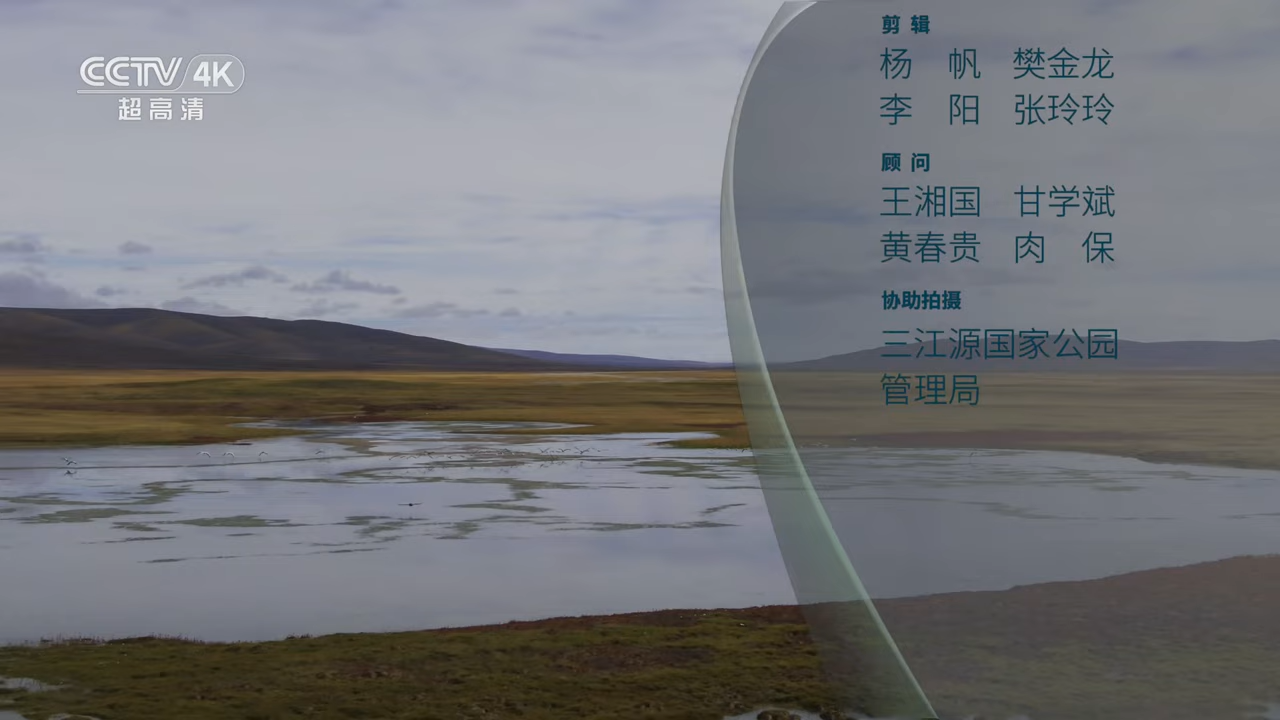 CCTV 4K
超高清
剪辑
杨 帆 樊金龙
李 阳 张玲玲
顾问
王湘国 甘学斌
黄春贵 肉 保
协助拍摄
三江源国家公园
管理局